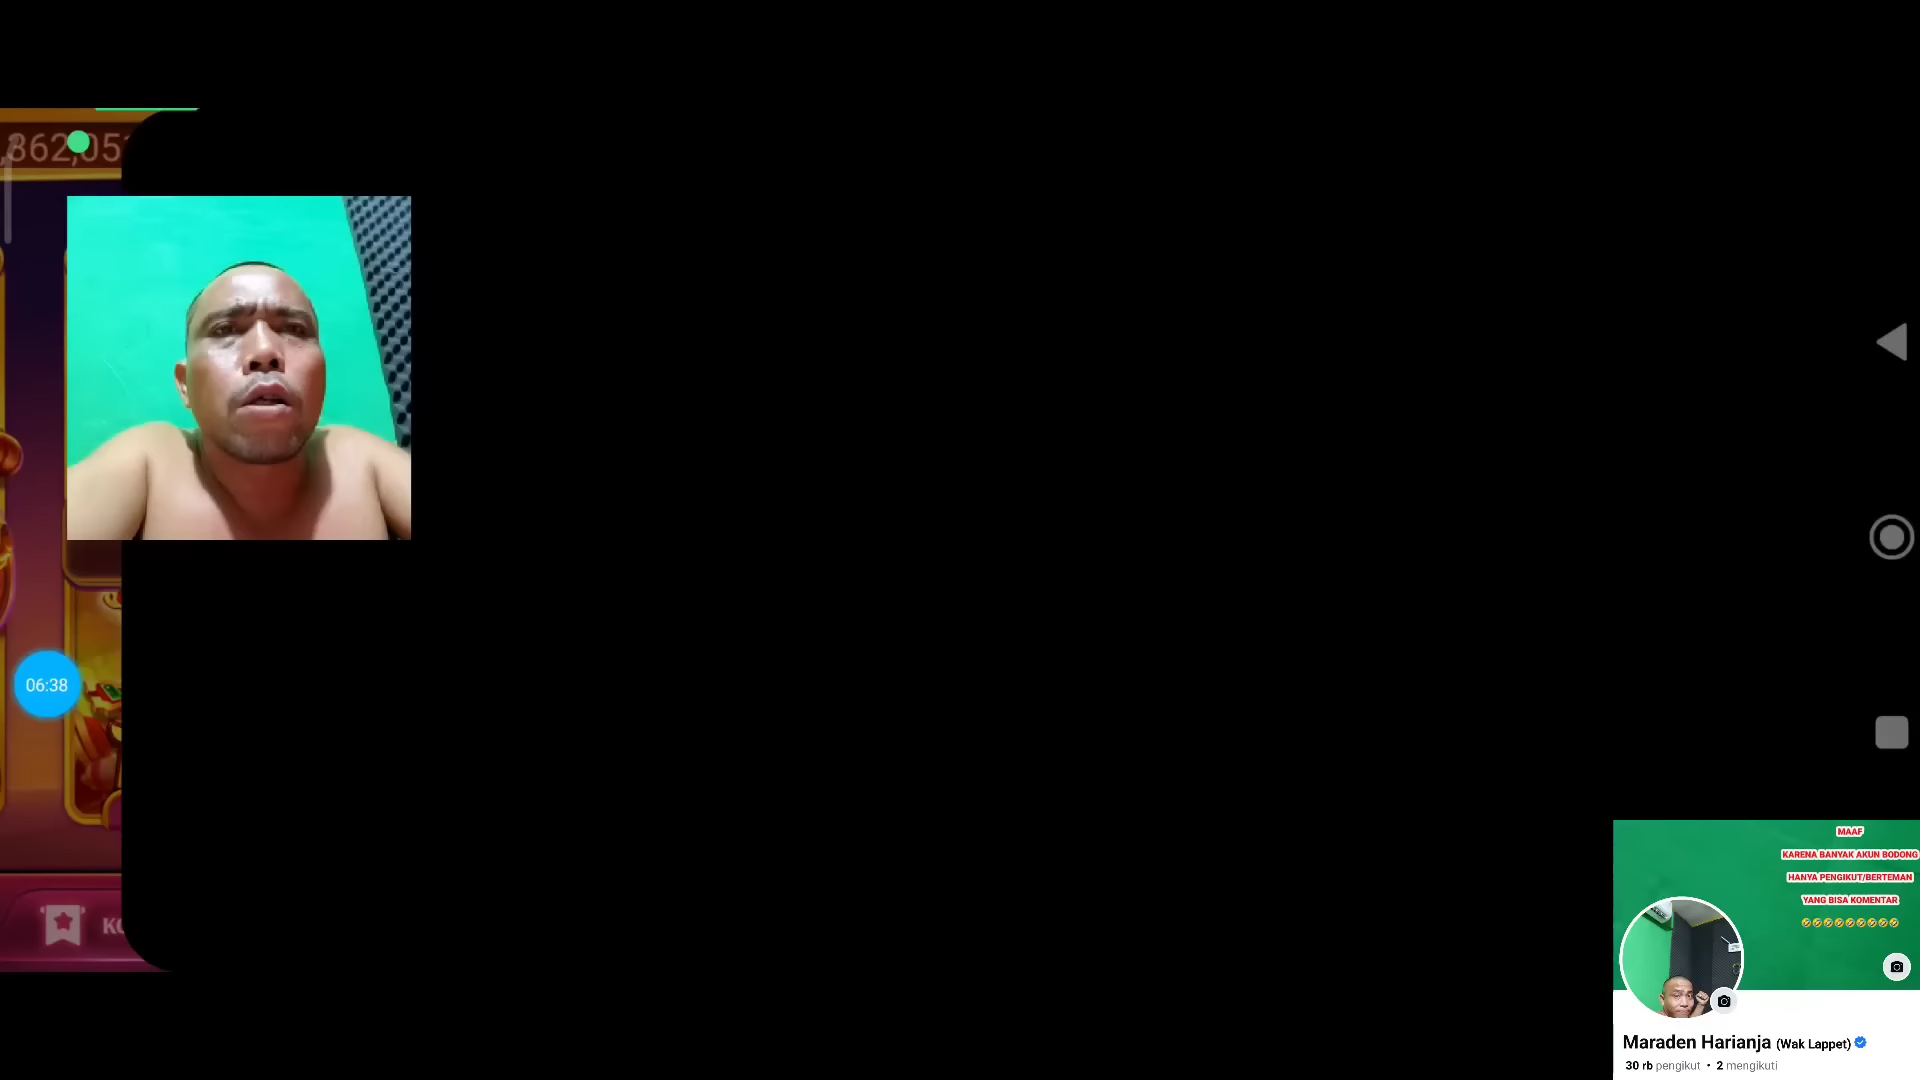 ,862,05
06:38
KO
MAAF
KARENA BANYAK AKUN BODONG
HANYA PENGIKUT/BERTEMAN
YANG BISA KOMENTAR
🤣🤣🤣🤣🤣🤣🤣🤣🤣
Maraden Harianja (Wak Lappet)
30 rb pengikut • 2 mengikuti